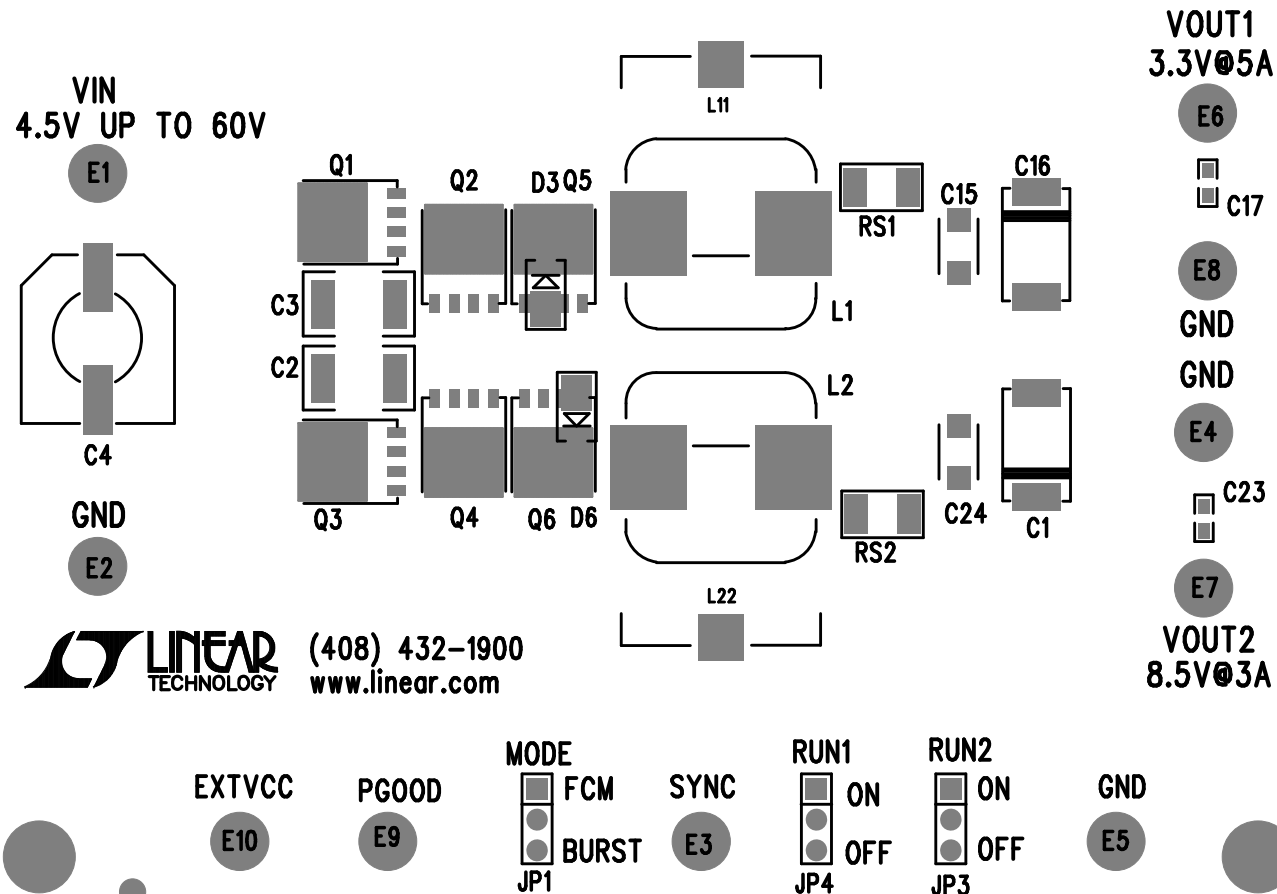 VOUT1
3.3V@5A
VIN
4.5V UP TO 60V
E1
E6
L11
Q1
Q2
D3 Q5
C15
C16
C17
RS1
E8
C3
L1
GND
C2
L2
GND
C4
E4
GND
Q3
Q4
Q6
D6
RS2
C24
C1
C23
E2
E7
L22
LINEAR
TECHNOLOGY
(408) 432-1900
www.linear.com
VOUT2
8.5V@3A
EXTVCC
E10
PGOOD
E9
MODE
FCM
BURST
JP1
SYNC
E3
RUN1
ON
OFF
JP4
RUN2
ON
OFF
JP3
GND
E5